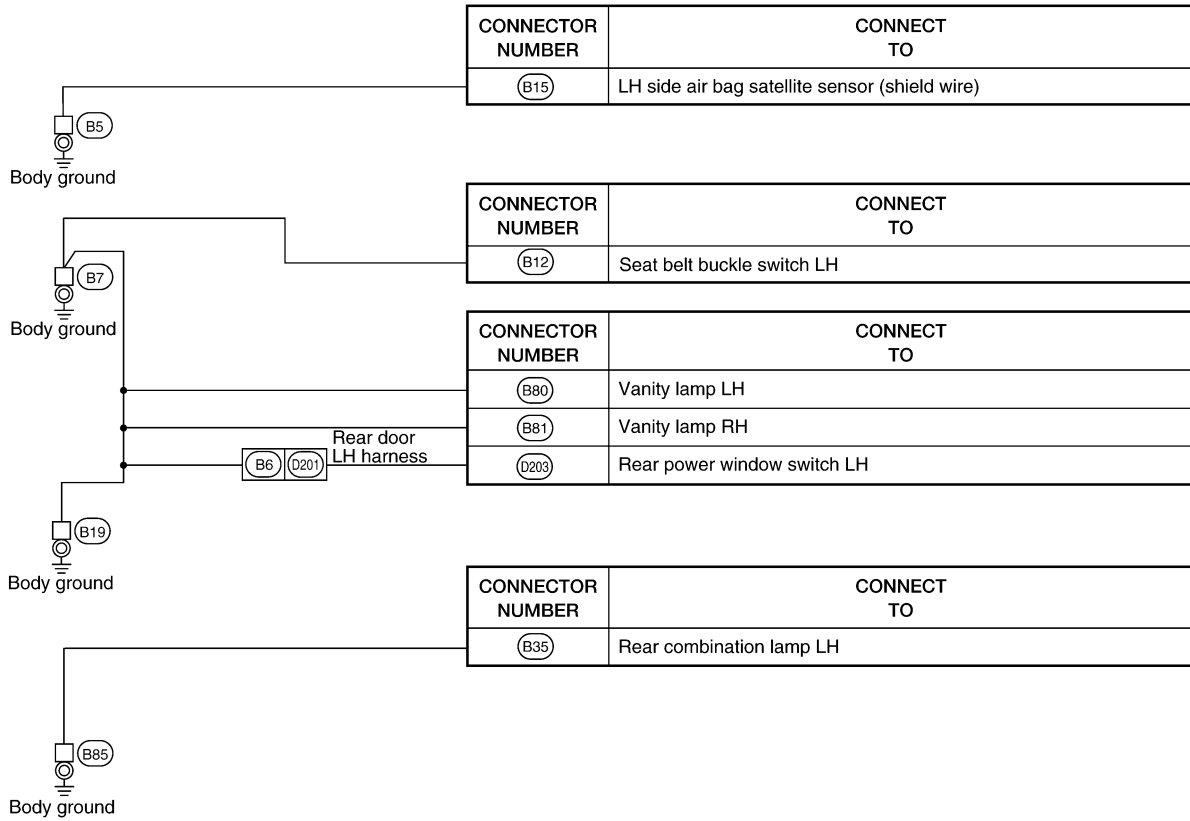 CONNECTOR NUMBER
CONNECT TO
B15
LH side air bag satellite sensor (shield wire)
B5
Body ground
CONNECTOR NUMBER
CONNECT TO
B12
Seat belt buckle switch LH
B7
Body ground
CONNECTOR NUMBER
CONNECT TO
B80
Vanity lamp LH
B81
Vanity lamp RH
Rear door
LH harness
B6
D201
D203
Rear power window switch LH
B19
Body ground
CONNECTOR NUMBER
CONNECT TO
B35
Rear combination lamp LH
B85
Body ground